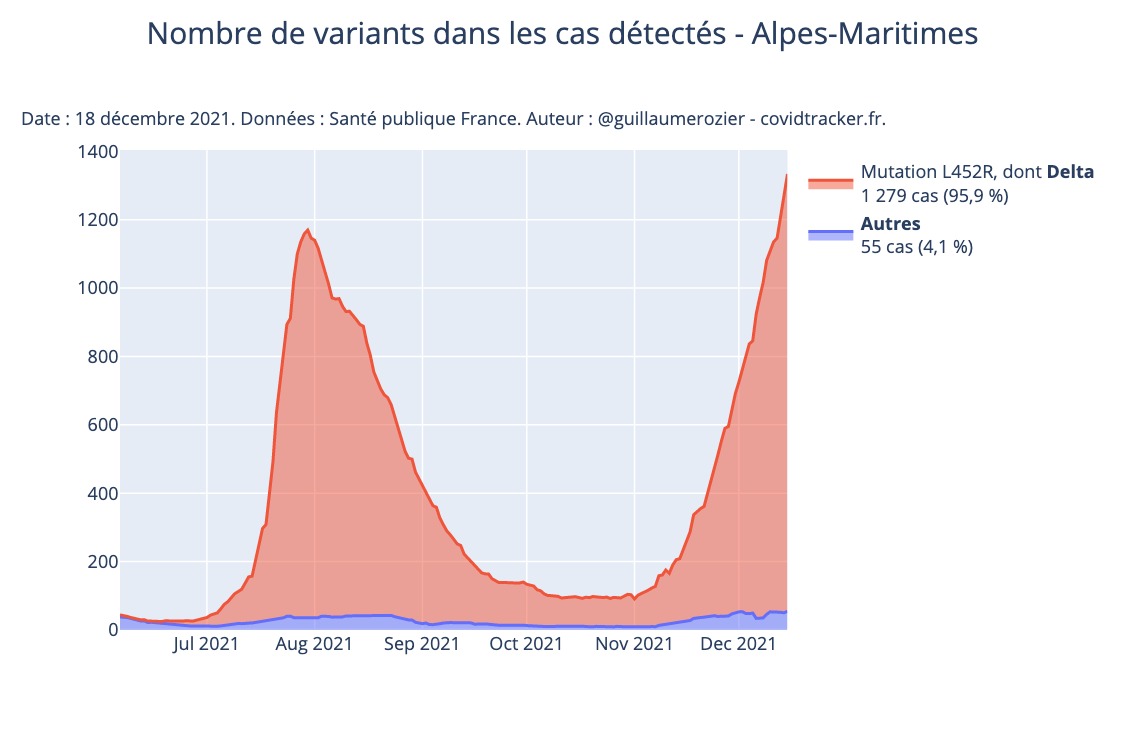 Nombre de variants dans les cas détectés - Alpes-Maritimes
Date : 18 décembre 2021. Données : Santé publique France. Auteur : @guillaumerozier - covidtracker.fr.
1400
1200
1000
800
600
400
200
0
Jul 2021
Aug 2021
Sep 2021
Oct 2021
Nov 2021
Dec 2021
Mutation L452R, dont Delta
1 279 cas (95,9 %)
Autres
55 cas (4,1 %)